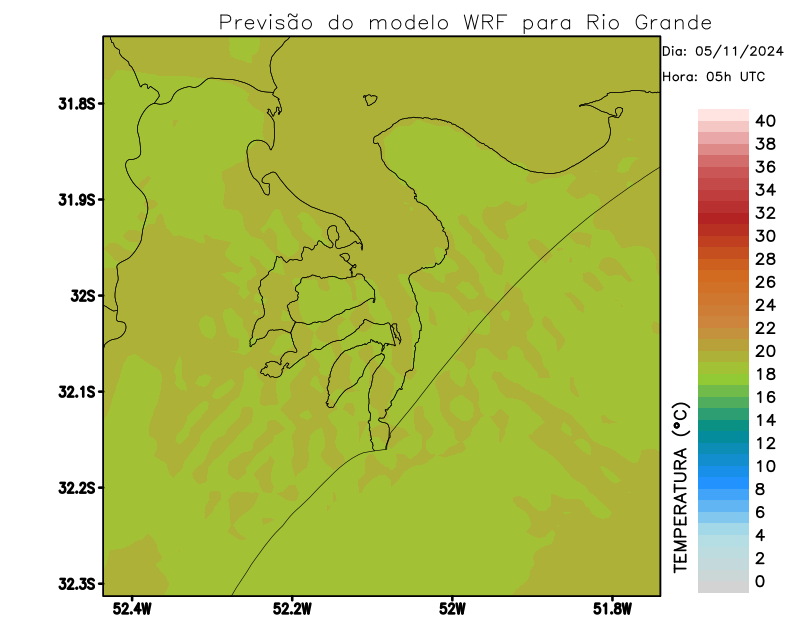 Previsão do modelo WRF para Rio Grande
Dia: 05/11/2024
Hora: 05h UTC
31.8S
31.9S
32S
32.1S
32.2S
32.3S
52.4W
52.2W
52W
51.8W
TEMPERATURA (°C)
40
38
36
34
32
30
28
26
24
22
20
18
16
14
12
10
8
6
4
2
0